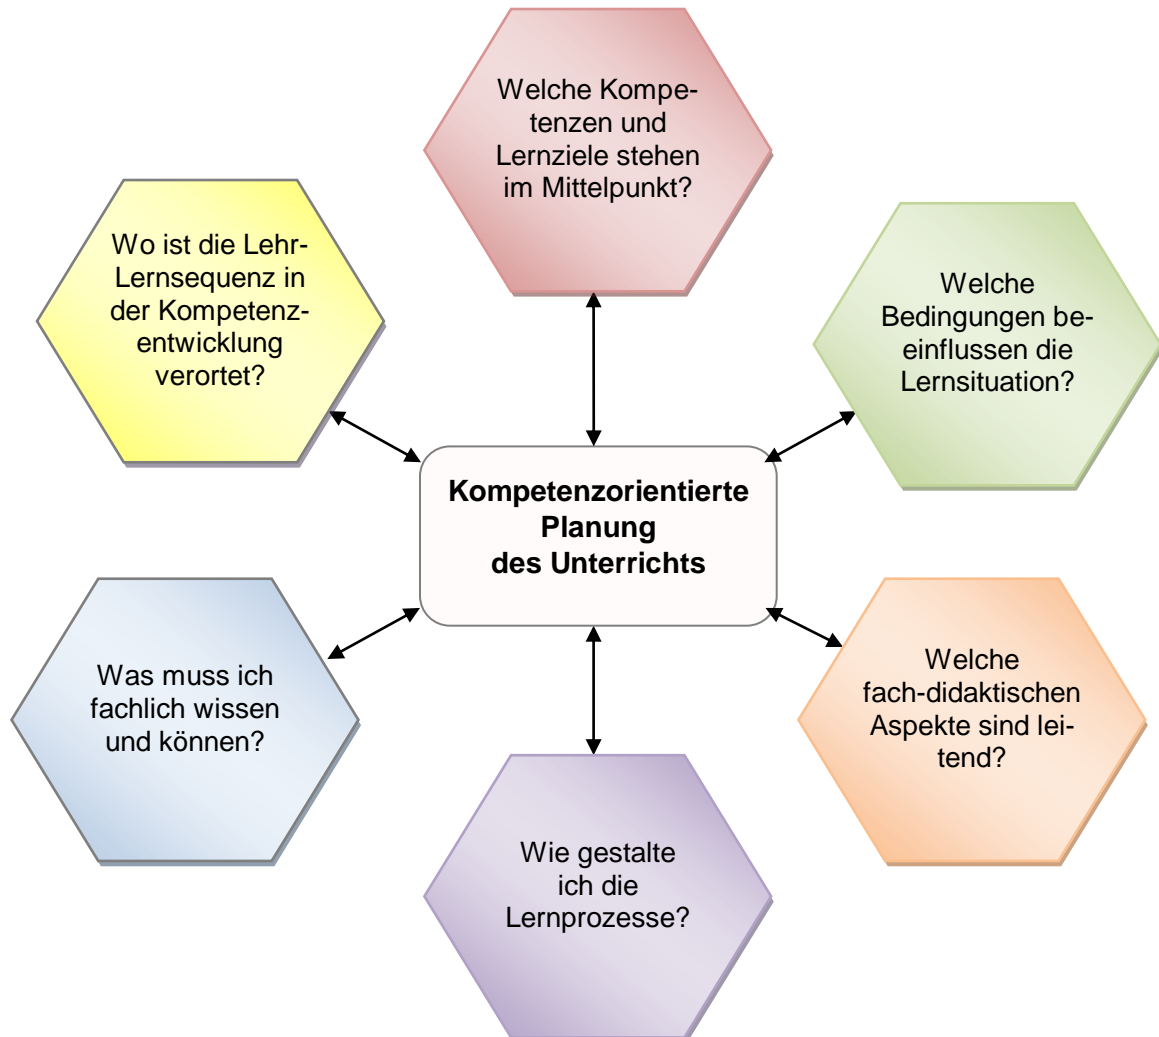 Welche Kompe-
tenzen und
Lernziele stehen
im Mittelpunkt?
Wo ist die Lehr-
Lernsequenz in
der Kompetenz-
entwicklung
verortet?
Welche
Bedingungen be-
einflussen die
Lernsituation?
Kompetenzorientierte
Planung
des Unterrichts
Was muss ich
fachlich wissen
und können?
Welche
fach-didaktischen
Aspekte sind lei-
tend?
Wie gestalte
ich die
Lernprozesse?